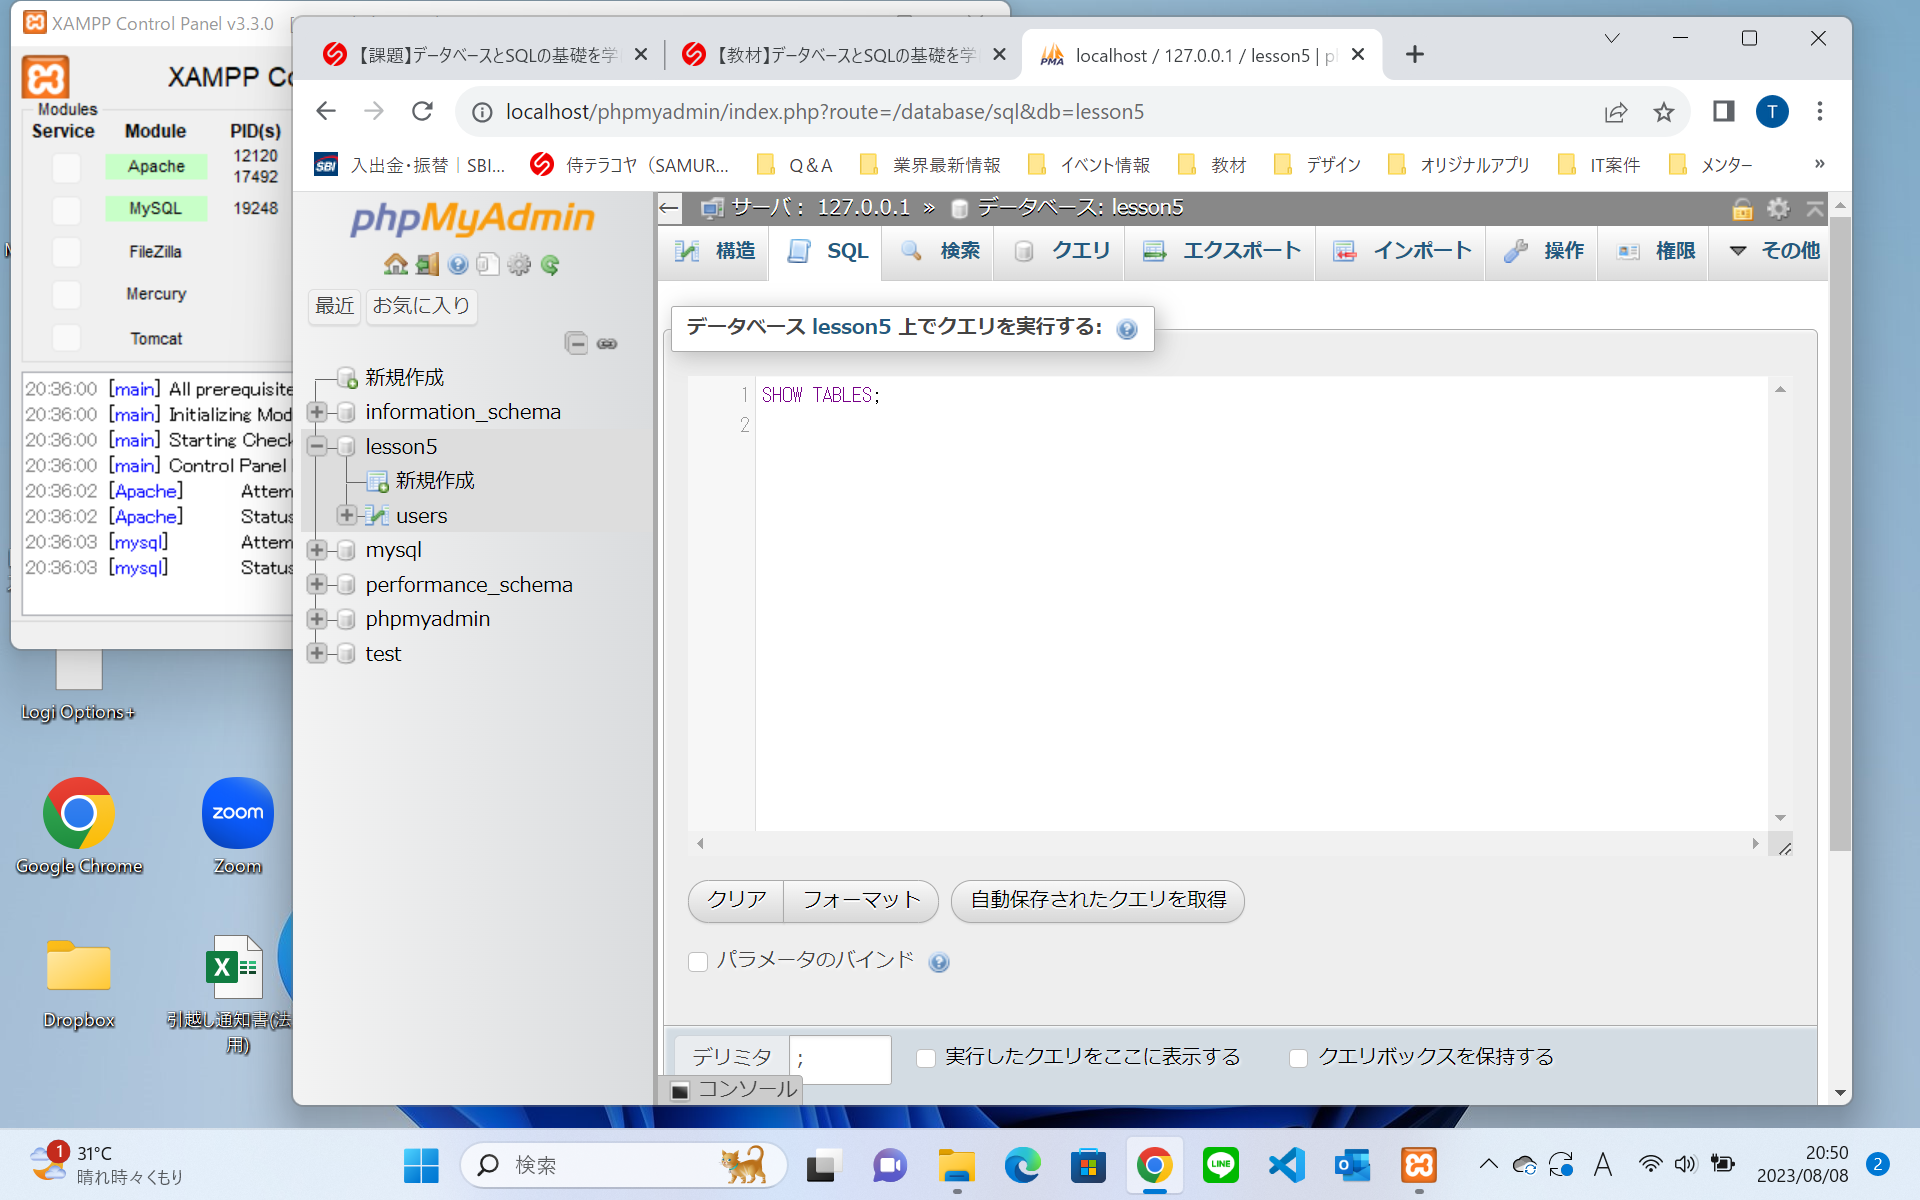 XAMPP Control Panel v3.3.0
XAMPP Co
Modules
Service Module PID(s)
Apache 12120
17492
MySQL 19248
FileZilla
Mercury
Tomcat
20:36:00 [main] All prerequisite
20:36:00 [main] Initializing Mod
20:36:00 [main] Starting Check
20:36:00 [main] Control Panel
20:36:02 [Apache] Attem
20:36:02 [Apache] Status
20:36:03 [mysql] Attem
20:36:03 [mysql] Status
Logi Options+
Google Chrome
Zoom
zoom
Dropbox
引越し通知書(法
用)
【課題】データベースとSQLの基礎を学
【教材】データベースとSQLの基礎を学
PMA
localhost / 127.0.0.1 / lesson5 | p
localhost/phpmyadmin/index.php?route=/database/sql&db=lesson5
T
SBI
入出金・振替 | SBI...
侍テラコヤ（SAMUR...
Q&A
業界最新情報
イベント情報
教材
デザイン
オリジナルアプリ
IT案件
メンター
»
phpMyAdmin
最近
お気に入り
新規作成
information_schema
lesson5
新規作成
users
mysql
performance_schema
phpmyadmin
test
サーバ： 127.0.0.1 » データベース: lesson5
構造
SQL
検索
クエリ
エクスポート
インポート
操作
権限
その他
データベース lesson5 上でクエリを実行する:
1 SHOW TABLES;
2
クリア
フォーマット
自動保存されたクエリを取得
パラメータのバインド
デリミタ ;
実行したクエリをここに表示する
クエリボックスを保持する
コンソール
1
31°C
晴れ時々くもり
検索
LINE
A
20:50
2023/08/08
2